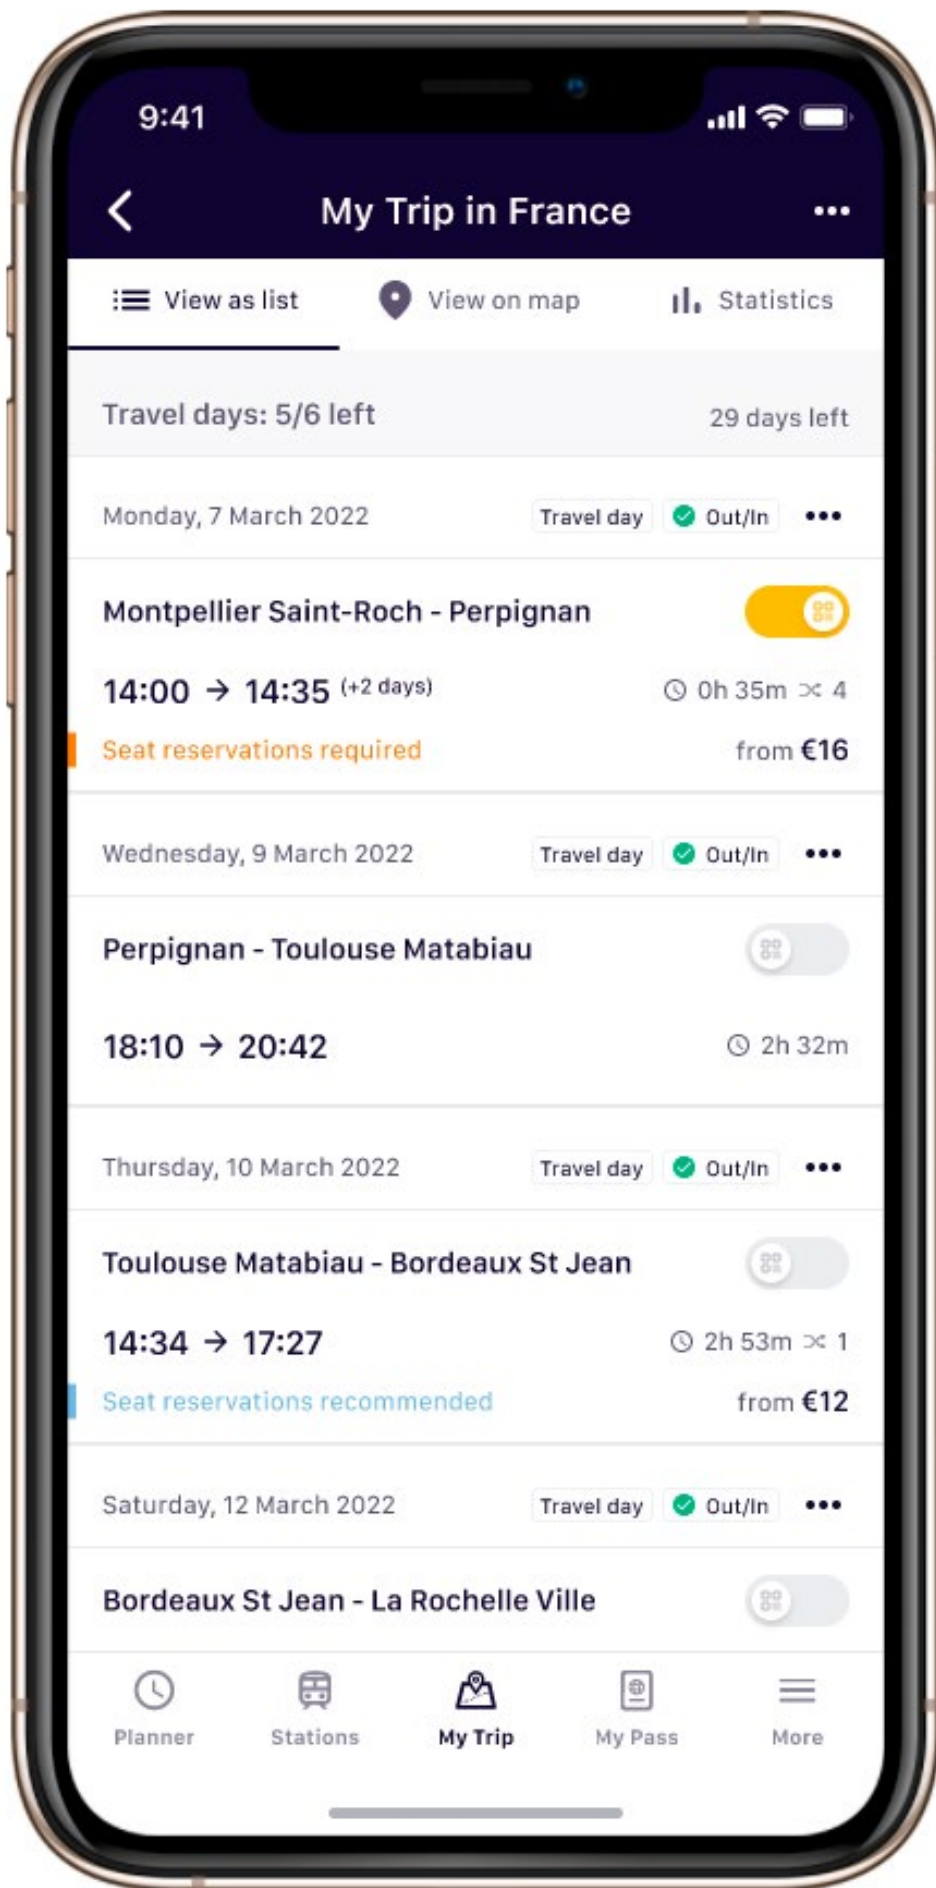 9:41
My Trip in France
View as list View on map Statistics
Travel days: 5/6 left 29 days left
Monday, 7 March 2022 Travel day Out/In
Montpellier Saint-Roch - Perpignan
14:00 → 14:35 (+2 days) 0h 35m 4
Seat reservations required from €16
Wednesday, 9 March 2022 Travel day Out/In
Perpignan - Toulouse Matabiau
18:10 → 20:42 2h 32m
Thursday, 10 March 2022 Travel day Out/In
Toulouse Matabiau - Bordeaux St Jean
14:34 → 17:27 2h 53m 1
Seat reservations recommended from €12
Saturday, 12 March 2022 Travel day Out/In
Bordeaux St Jean - La Rochelle Ville
Planner Stations My Trip My Pass More